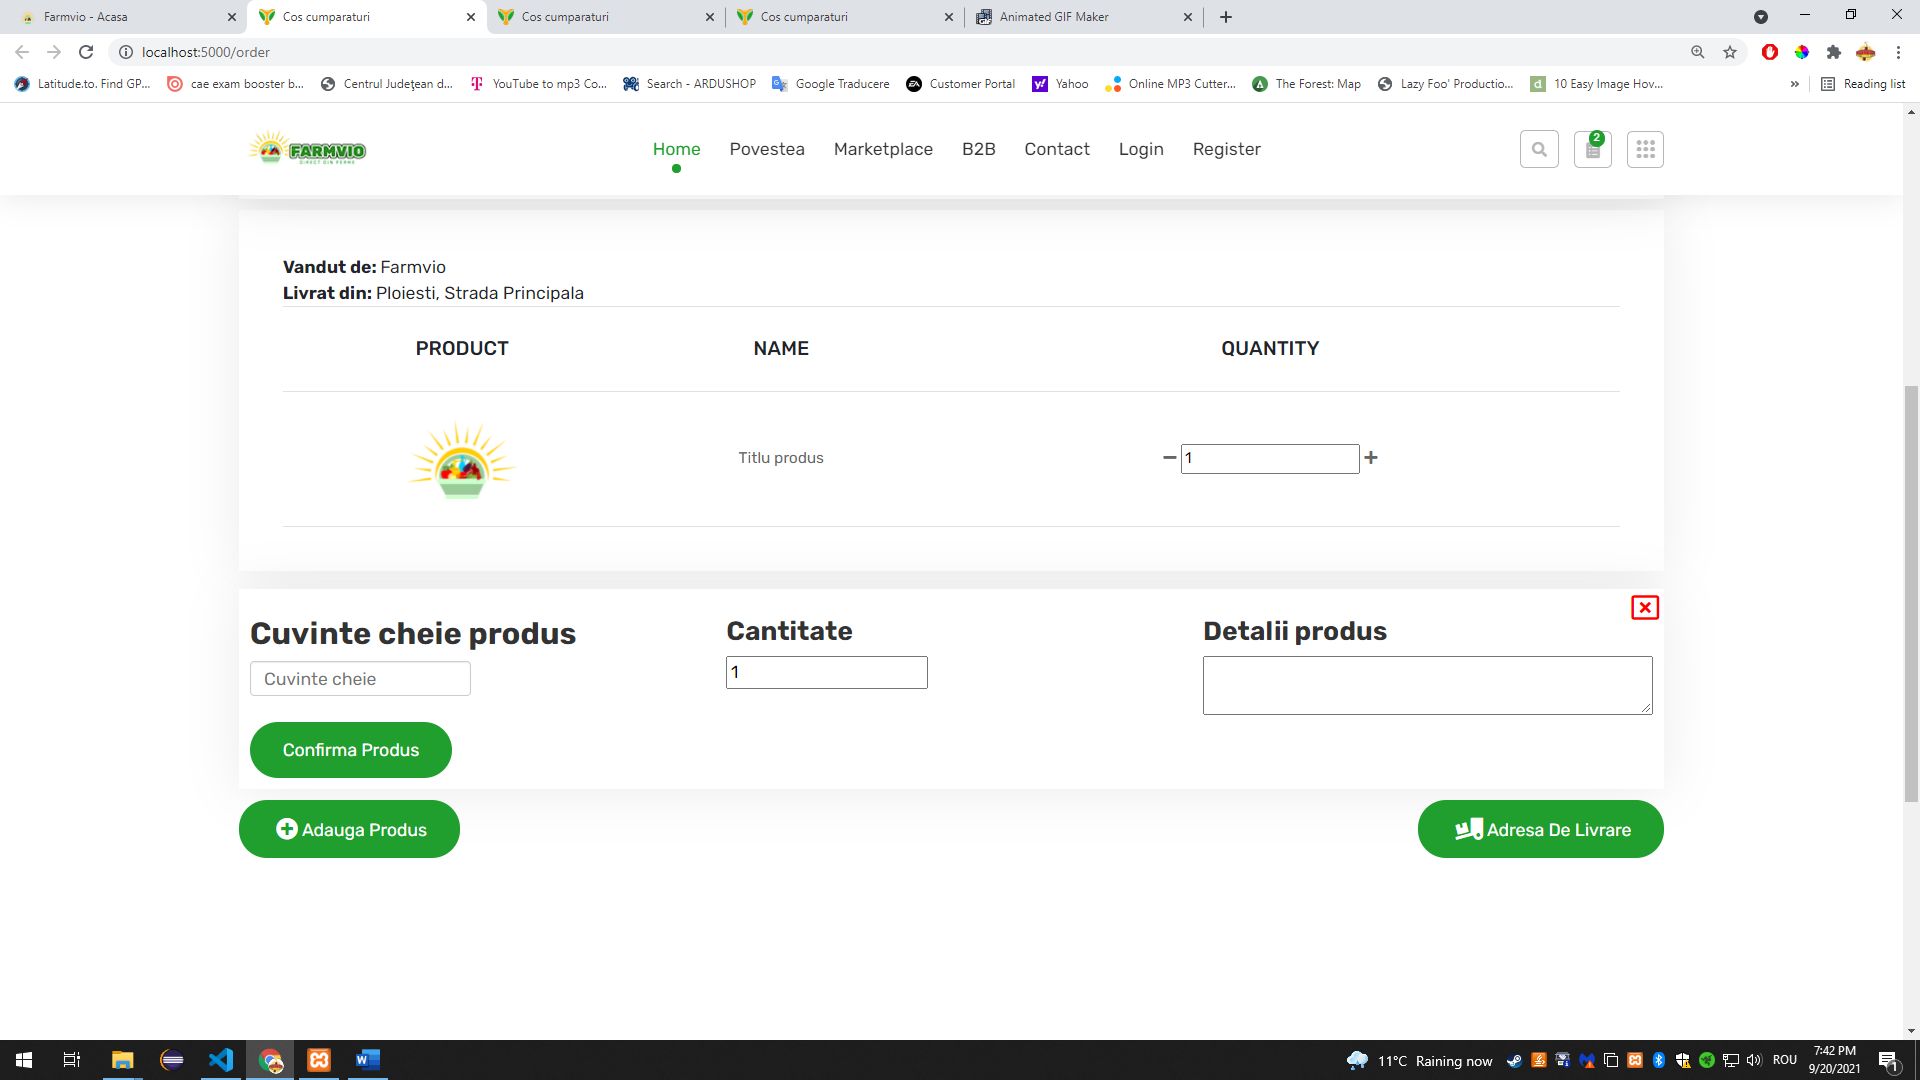 Farmvio - Acasa
Cos cumparaturi
Cos cumparaturi
Cos cumparaturi
Animated GIF Maker
localhost:5000/order
Latitude.to. Find GP...
cae exam booster b...
Centrul Județean d...
YouTube to mp3 Co...
Search - ARDUSHOP
Google Traducere
Customer Portal
Yahoo
Online MP3 Cutter...
The Forest: Map
Lazy Foo' Productio...
10 Easy Image Hov...
»
Reading list
FARMVIO
DIRECT DIN FERME
Home
Povestea
Marketplace
B2B
Contact
Login
Register
2
Vandut de: Farmvio
Livrat din: Ploiesti, Strada Principala
PRODUCT NAME QUANTITY
Titlu produs
1
Cuvinte cheie produs
Cuvinte cheie
Cantitate
1
Detalii produs
Confirma Produs
Adauga Produs
Adresa De Livrare
11°C Raining now
ROU
7:42 PM
9/20/2021
1